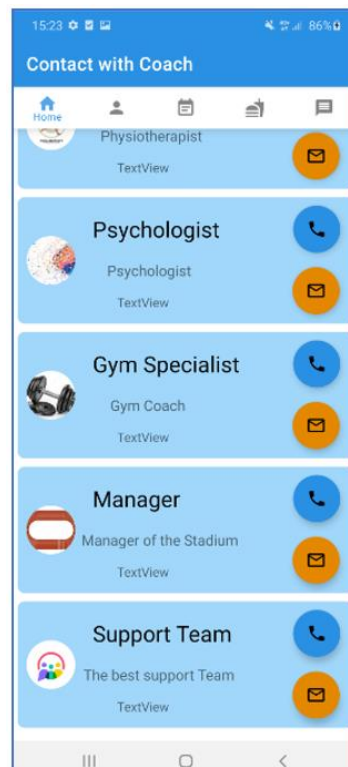 15:23 86%
Contact with Coach
Home
Physiotherapist
TextView
Psychologist
Psychologist
TextView
Gym Specialist
Gym Coach
TextView
Manager
Manager of the Stadium
TextView
Support Team
The best support Team
TextView